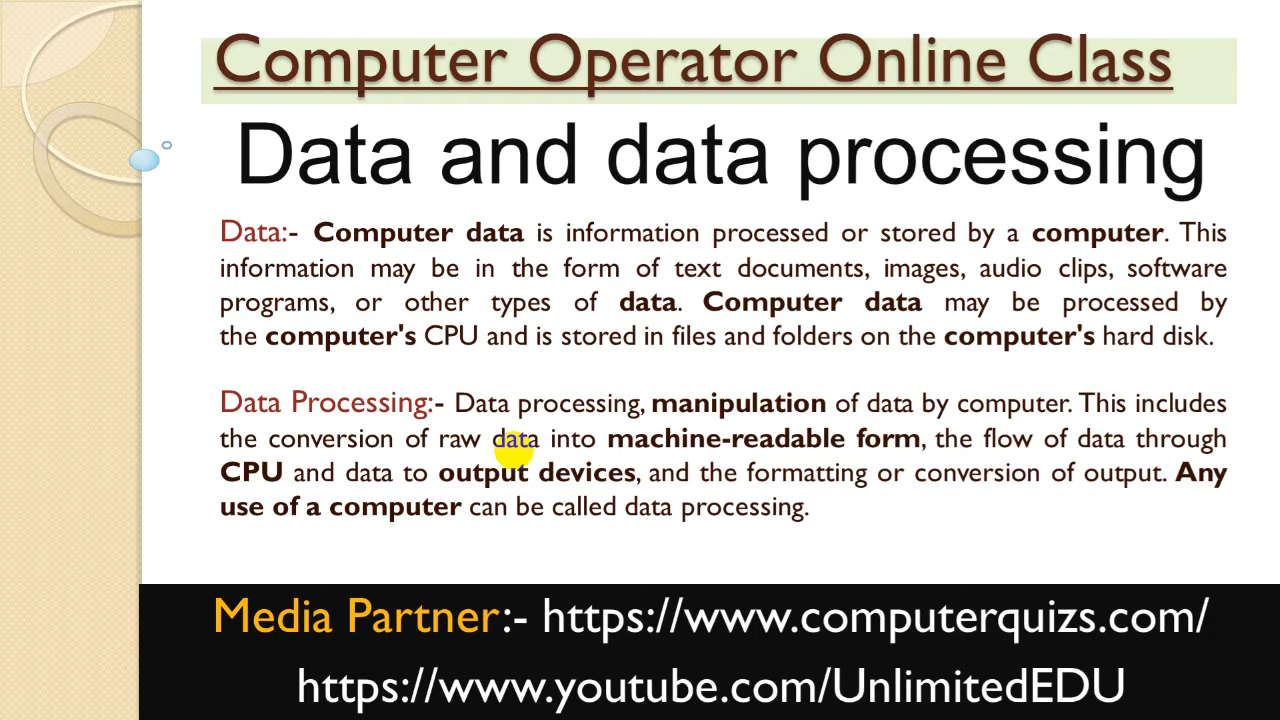 Computer Operator Online Class
Data and data processing
Data:- Computer data is information processed or stored by a computer. This
information may be in the form of text documents, images, audio clips, software
programs, or other types of data. Computer data may be processed by
the computer's CPU and is stored in files and folders on the computer's hard disk.
Data Processing:- Data processing, manipulation of data by computer. This includes
the conversion of raw data into machine-readable form, the flow of data through
CPU and data to output devices, and the formatting or conversion of output. Any
use of a computer can be called data processing.
Media Partner:- https://www.computerquizs.com/
https://www.youtube.com/UnlimitedEDU